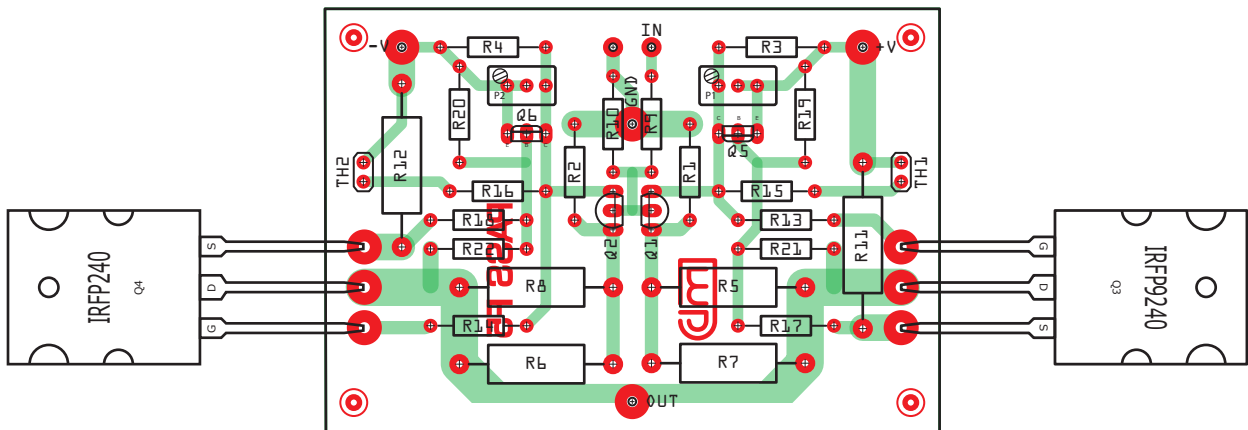 IN
-V
R4
R3
+V
P2
P1
GND
R20
Q6
R10
R9
C B E
Q5
R19
TH2
R12
R2
R1
TH1
R16
R15
R13
R22
R21
R11
Q2
Q1
S
D
G
Q4
IRFP240
G
D
S
Q3
IRFP9240
R8
R5
R14
R17
R6
R7
OUT